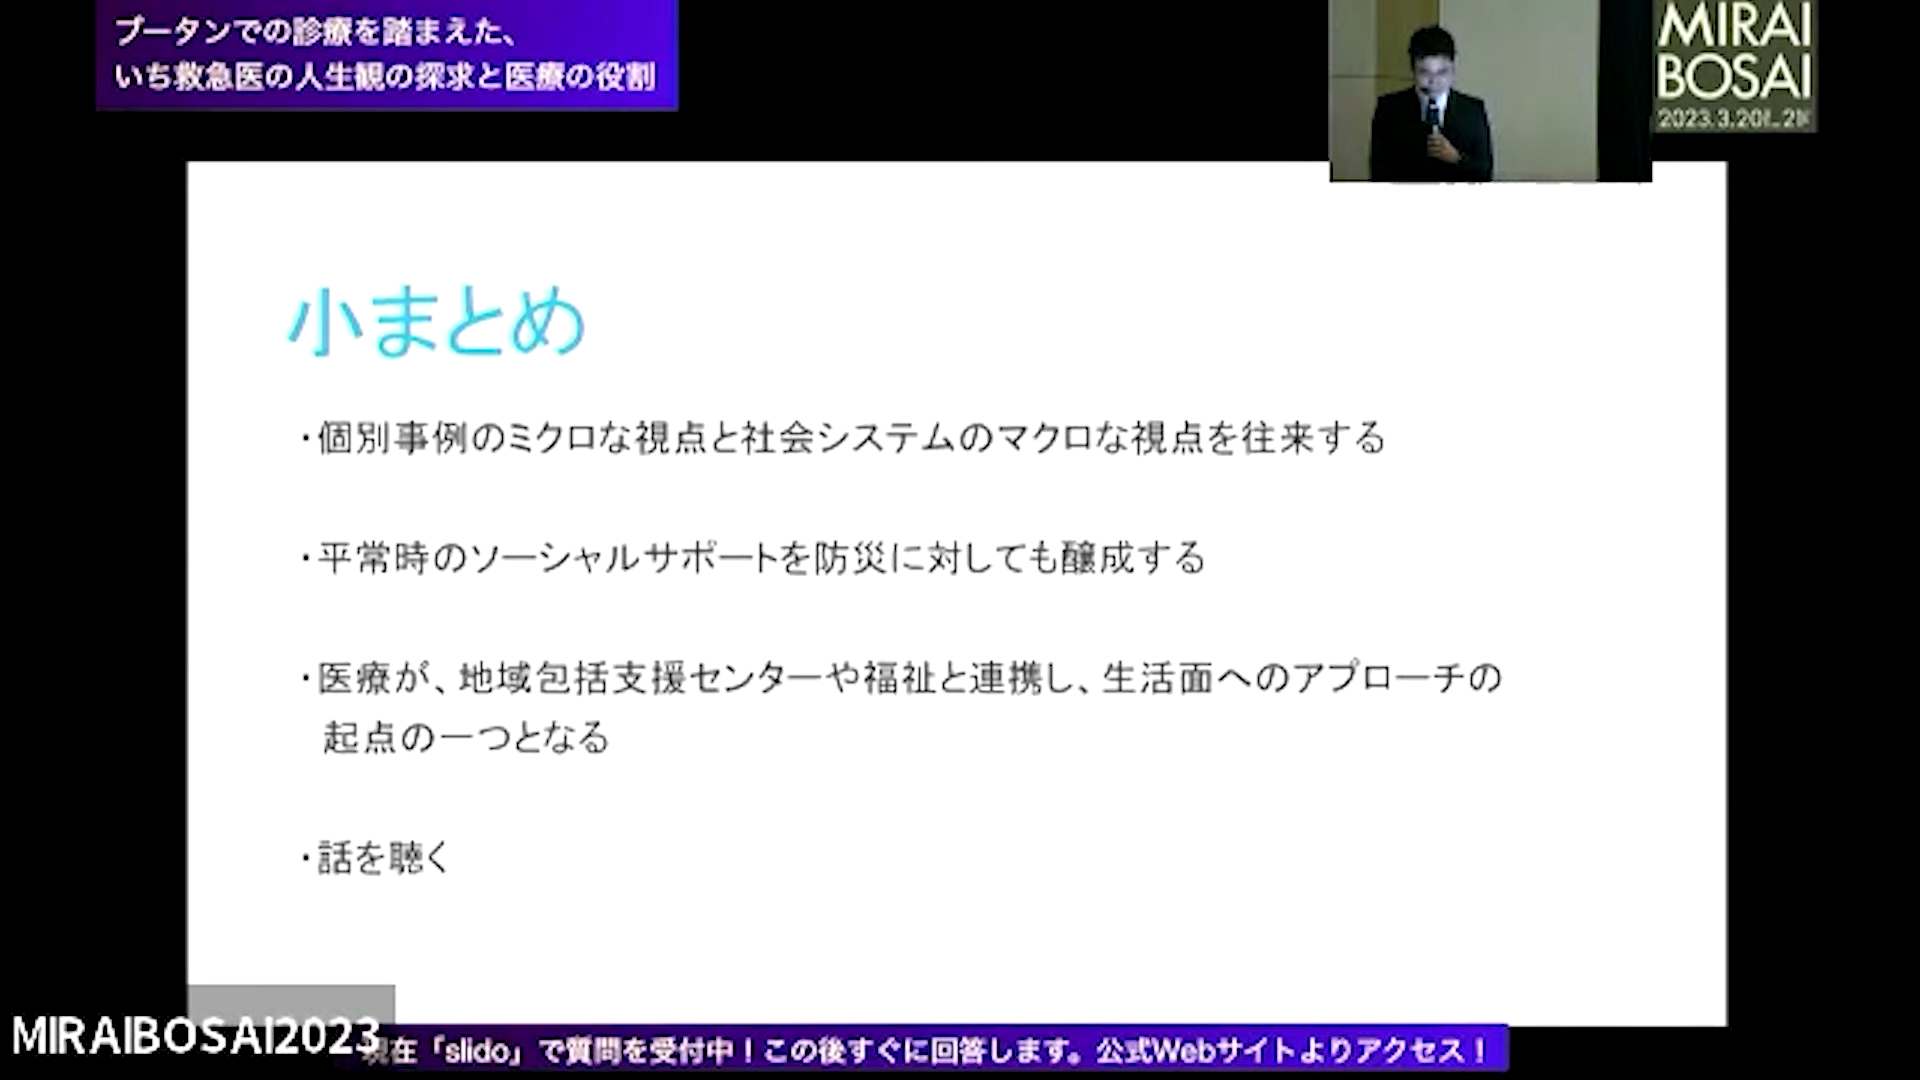 ブータンでの診療を踏まえた、
いち救急医の人生観の探求と医療の役割
MIRAI
BOSAI
小まとめ
・個別事例のミクロな視点と社会システムのマクロな視点を往来する
・平常時のソーシャルサポートを防災に対しても醸成する
・医療が、地域包括支援センターや福祉と連携し、生活面へのアプローチの
起点の一つとなる
・話を聴く
MIRAIBOSAI2023
現在「slido」で質問を受付中！この後すぐに回答します。公式Webサイトよりアクセス！